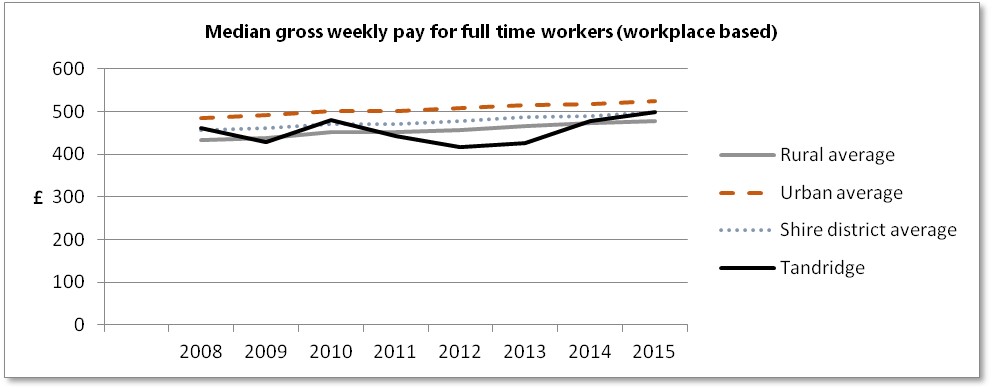 Median gross weekly pay for full time workers (workplace based)
600
500
400
300
200
100
0
£
2008 2009 2010 2011 2012 2013 2014 2015
Rural average
Urban average
Shire district average
Tandridge